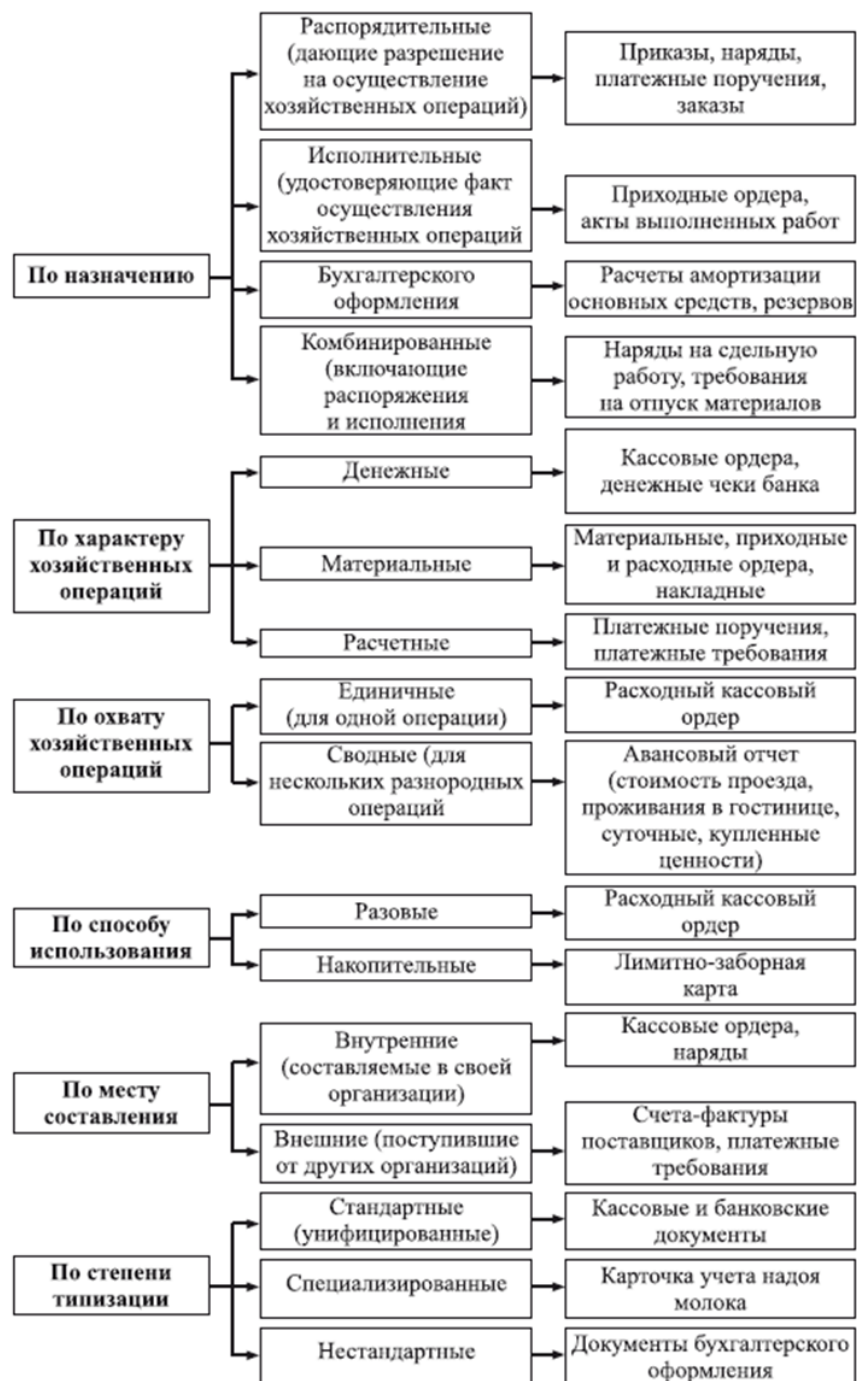 По назначению
Распорядительные
(дающие разрешение
на осуществление
хозяйственных операций)
Приказы, наряды,
платежные поручения,
заказы
Исполнительные
(удостоверяющие факт
осуществления
хозяйственных операций
Приходные ордера,
акты выполненных работ
Бухгалтерского
оформления
Расчеты амортизации
основных средств, резервов
Комбинированные
(включающие
распоряжения
и исполнения
Наряды на сдельную
работу, требования
на отпуск материалов
По характеру
хозяйственных
операций
Денежные
Кассовые ордера,
денежные чеки банка
Материальные
Материальные, приходные
и расходные ордера,
накладные
Расчетные
Платежные поручения,
платежные требования
По охвату
хозяйственных
операций
Единичные
(для одной операции)
Расходный кассовый
ордер
Сводные (для
нескольких разнородных
операций
Авансовый отчет
(стоимость проезда,
проживания в гостинице,
суточные, купленные
ценности)
По способу
использования
Разовые
Расходный кассовый
ордер
Накопительные
Лимитно-заборная
карта
По месту
составления
Внутренние
(составляемые в своей
организации)
Кассовые ордера,
наряды
Внешние (поступившие
от других организаций)
Счета-фактуры
поставщиков, платежные
требования
По степени
типизации
Стандартные
(унифицированные)
Кассовые и банковские
документы
Специализированные
Карточка учета надоя
молока
Нестандартные
Документы бухгалтерского
оформления